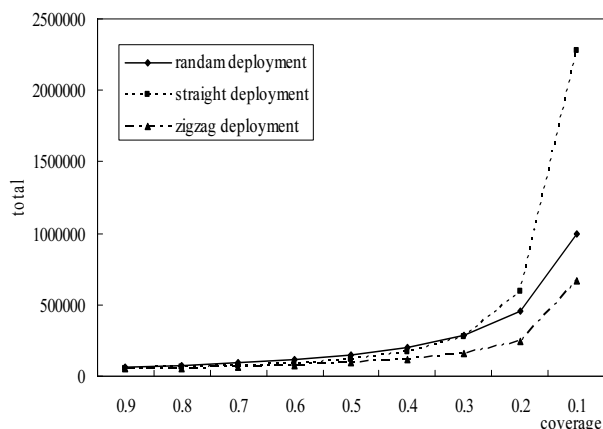 2500000
2000000
1500000
1000000
500000
0
total
randam deployment
straight deployment
zigzag deployment
0.9 0.8 0.7 0.6 0.5 0.4 0.3 0.2 0.1
coverage